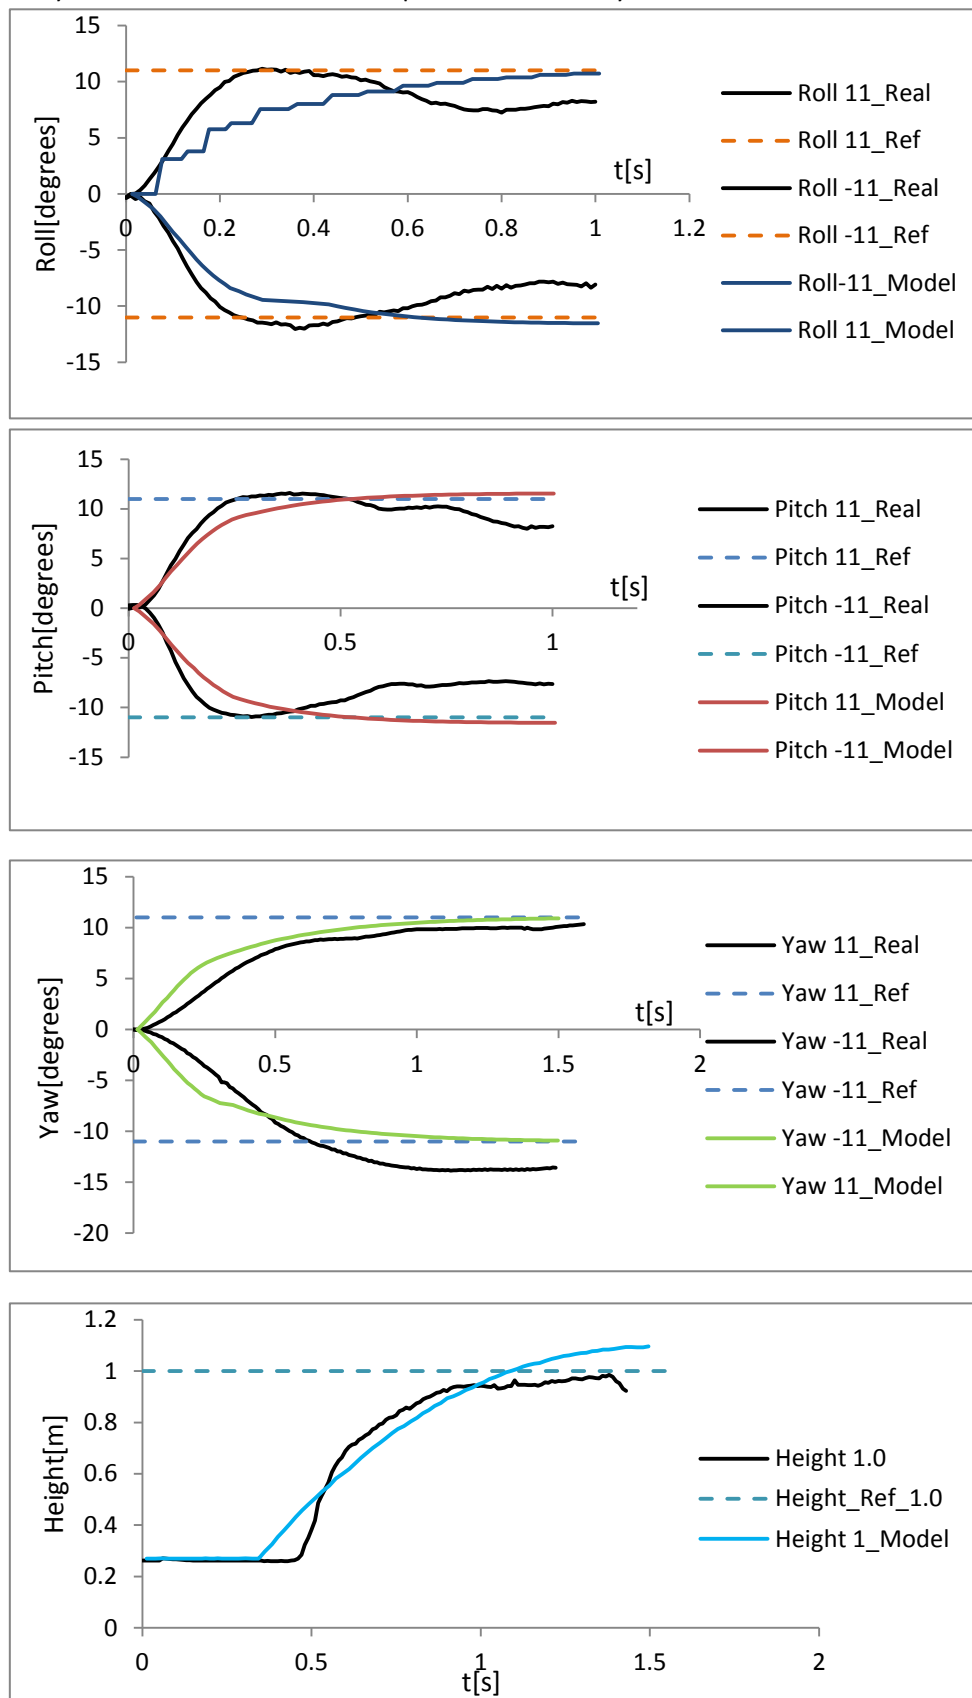 15
10
5
0
-5
-10
-15
Roll[degrees]
0
0.2
0.4
0.6
0.8
1
1.2
t[s]
Roll 11_Real
Roll 11_Ref
Roll -11_Real
Roll -11_Ref
Roll-11_Model
Roll 11_Model
15
10
5
0
-5
-10
-15
Pitch[degrees]
0
0.5
1
t[s]
Pitch 11_Real
Pitch 11_Ref
Pitch -11_Real
Pitch -11_Ref
Pitch 11_Model
Pitch -11_Model
15
10
5
0
-5
-10
-15
-20
Yaw[degrees]
0
0.5
1
1.5
2
t[s]
Yaw 11_Real
Yaw 11_Ref
Yaw -11_Real
Yaw -11_Ref
Yaw -11_Model
Yaw 11_Model
1.2
1
0.8
0.6
0.4
0.2
0
Height[m]
0
0.5
1
1.5
2
t[s]
Height 1.0
Height_Ref_1.0
Height 1_Model